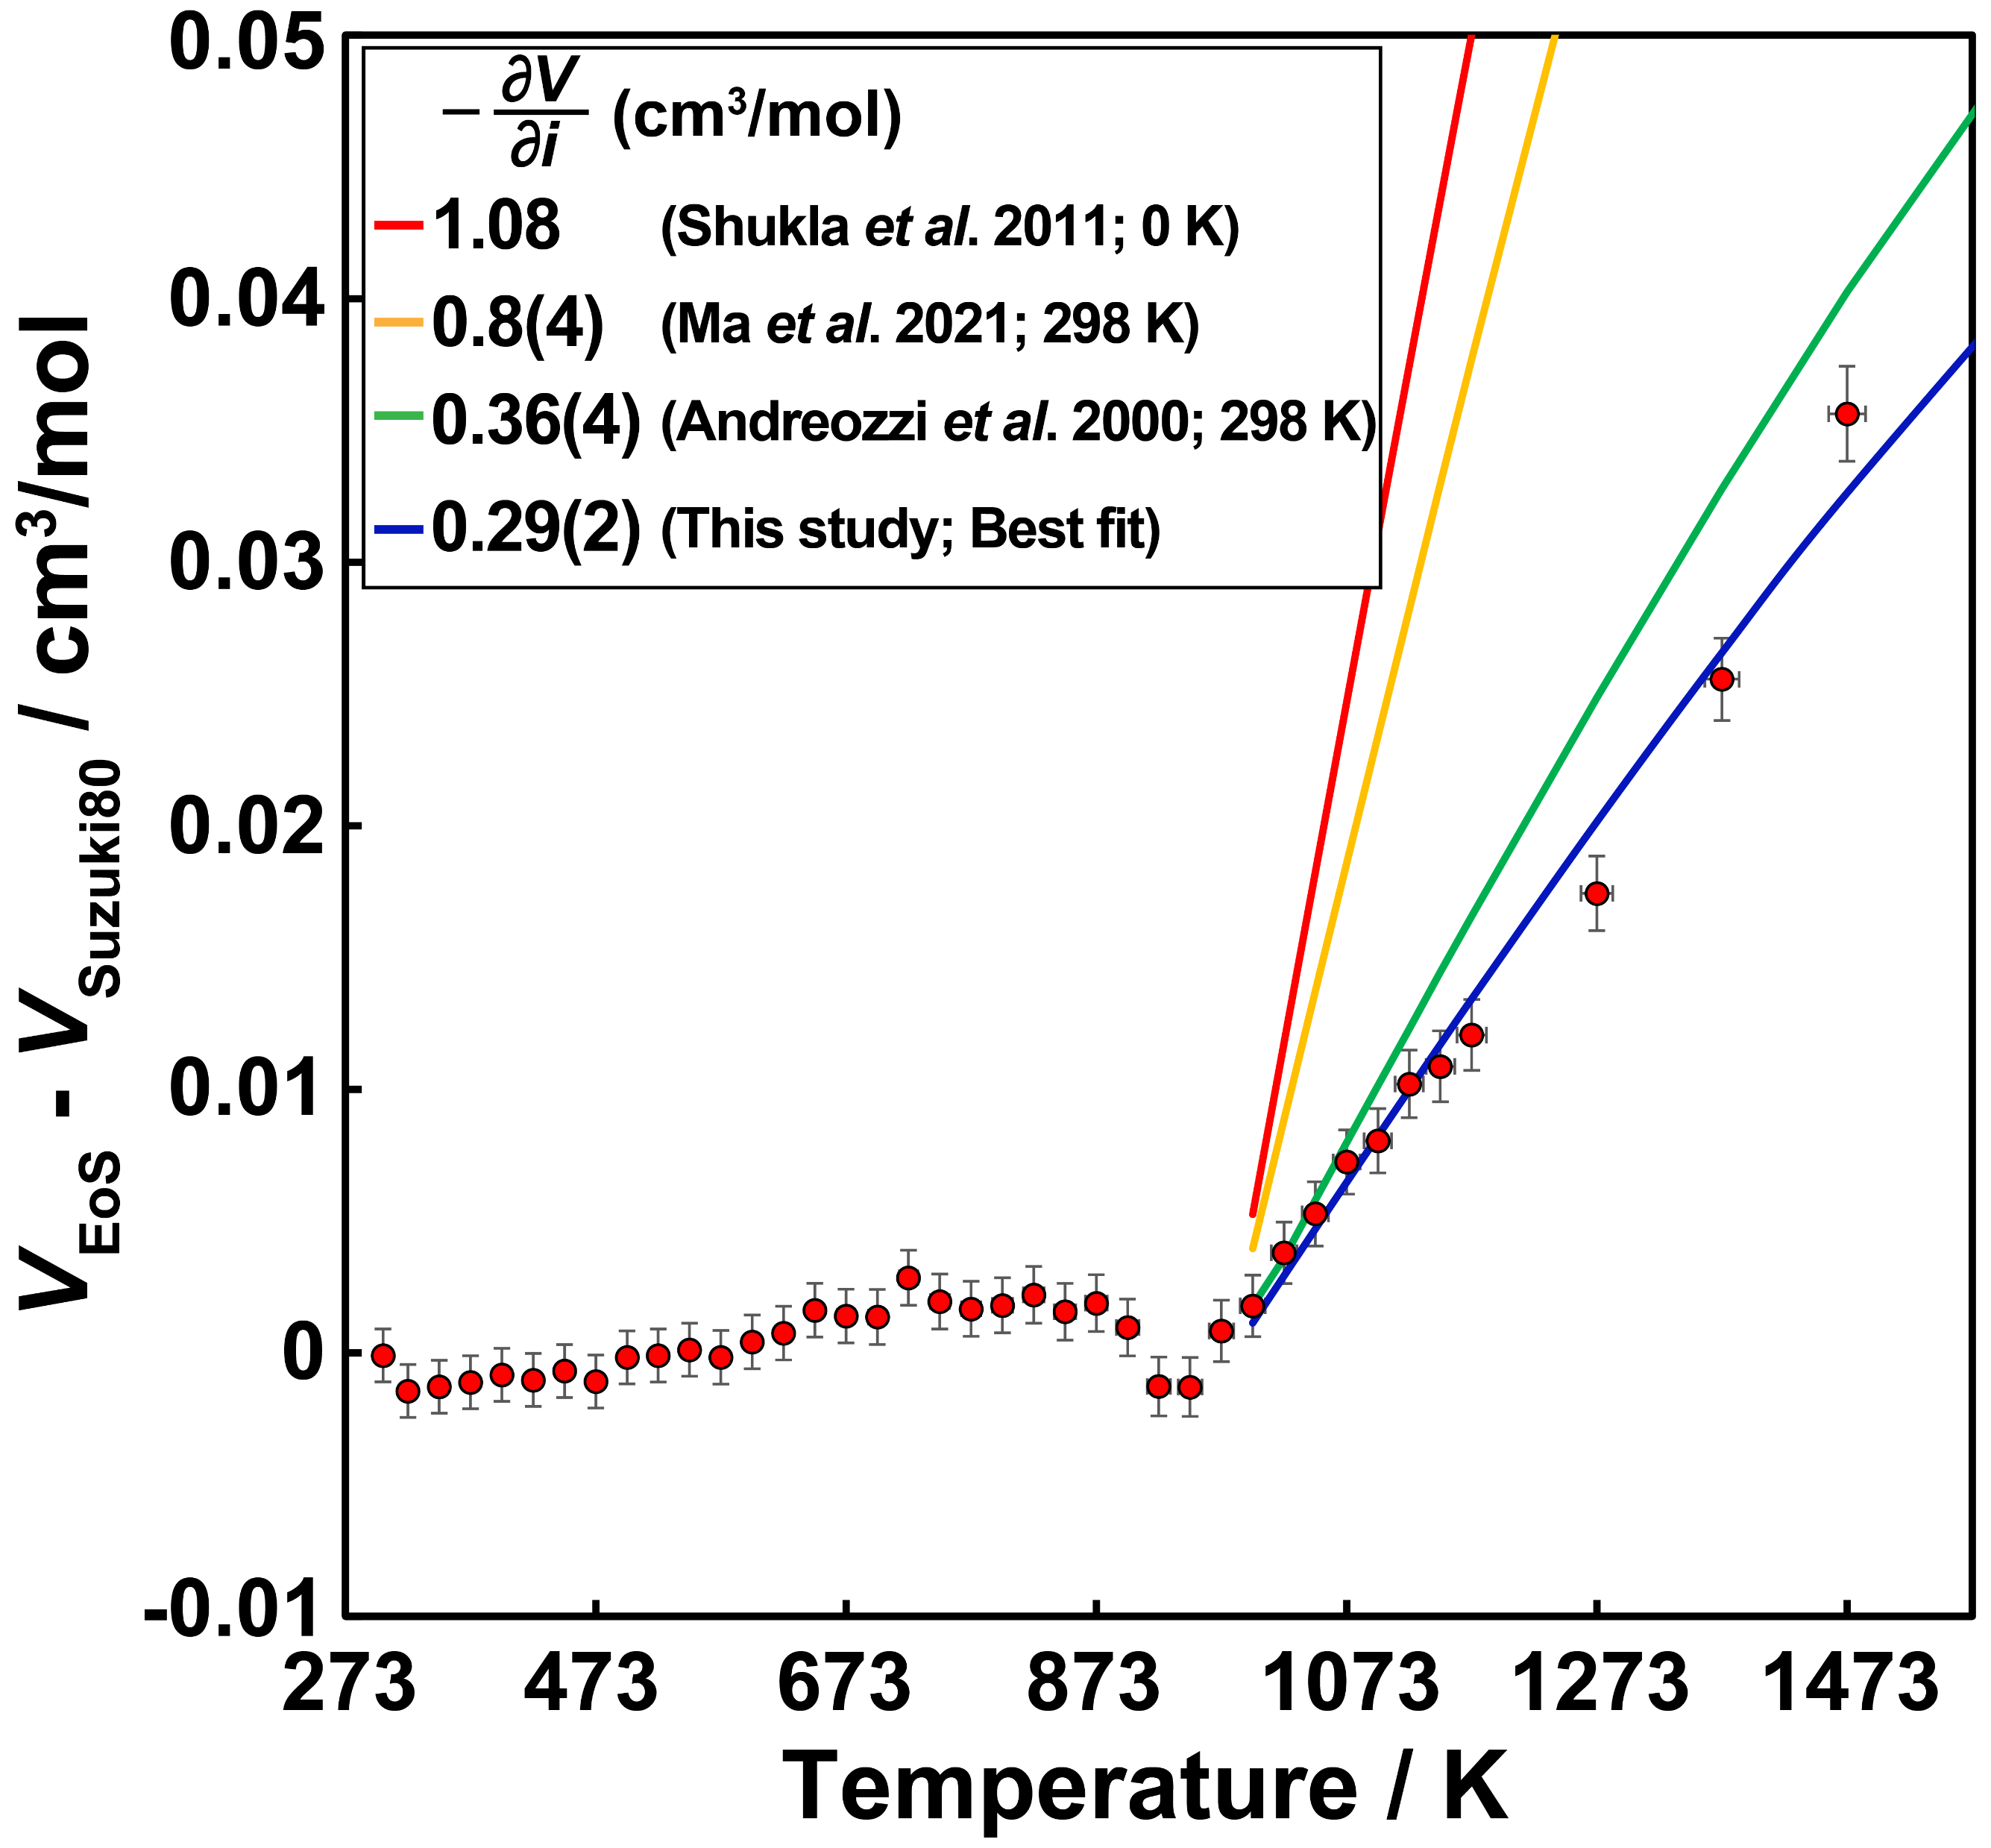 0.05
0.04
0.03
0.02
0.01
0
-0.01
V_EoS - V_Suzuki80 / cm³/mol
− ∂V/∂i (cm³/mol)
1.08 (Shukla et al. 2011; 0 K)
0.8(4) (Ma et al. 2021; 298 K)
0.36(4) (Andreozzi et al. 2000; 298 K)
0.29(2) (This study; Best fit)
273 473 673 873 1073 1273 1473
Temperature / K